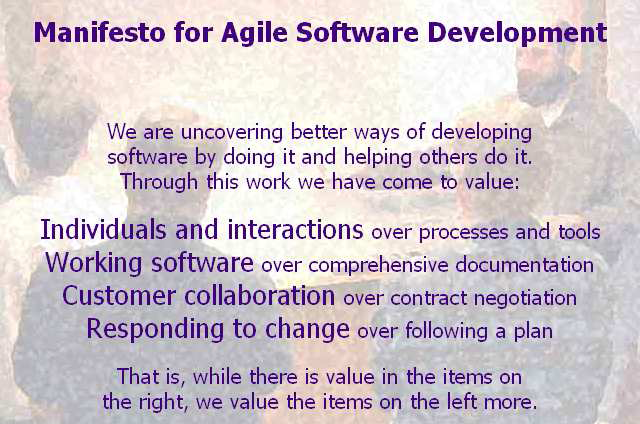 Manifesto for Agile Software Development
We are uncovering better ways of developing
software by doing it and helping others do it.
Through this work we have come to value:
Individuals and interactions over processes and tools
Working software over comprehensive documentation
Customer collaboration over contract negotiation
Responding to change over following a plan
That is, while there is value in the items on
the right, we value the items on the left more.